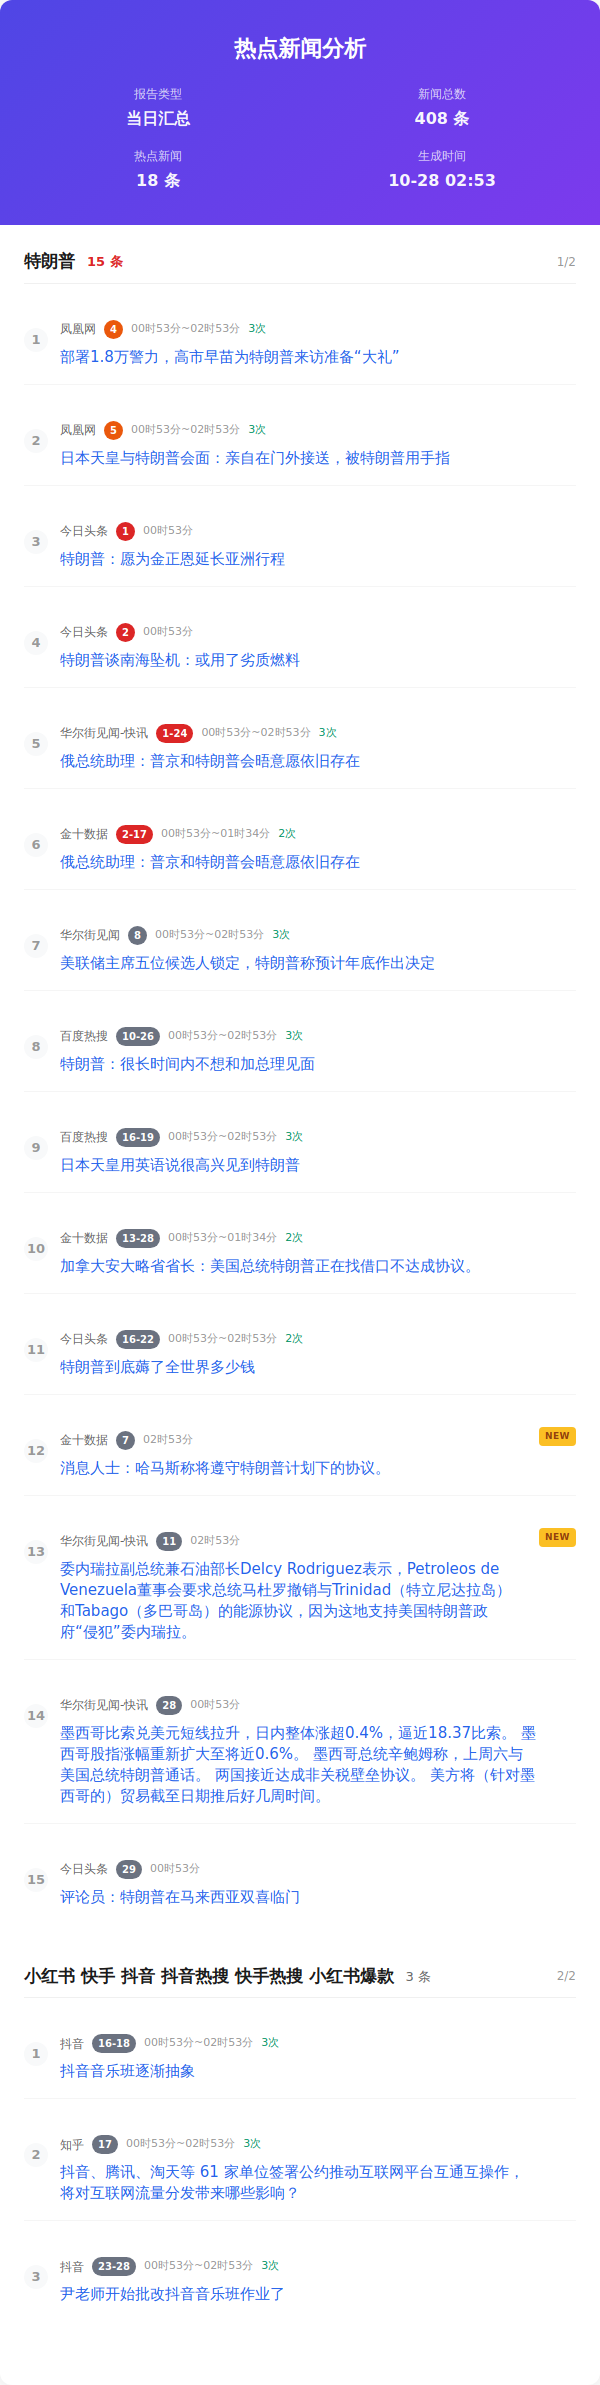 热点新闻分析
报告类型
当日汇总
新闻总数
408 条
热点新闻
18 条
生成时间
10-28 02:53
特朗普 15 条 1/2
1
凤凰网 4 00时53分~02时53分 3次
部署1.8万警力，高市早苗为特朗普来访准备“大礼”
2
凤凰网 5 00时53分~02时53分 3次
日本天皇与特朗普会面：亲自在门外接送，被特朗普用手指
3
今日头条 1 00时53分
特朗普：愿为金正恩延长亚洲行程
4
今日头条 2 00时53分
特朗普谈南海坠机：或用了劣质燃料
5
华尔街见闻-快讯 1-24 00时53分~02时53分 3次
俄总统助理：普京和特朗普会晤意愿依旧存在
6
金十数据 2-17 00时53分~01时34分 2次
俄总统助理：普京和特朗普会晤意愿依旧存在
7
华尔街见闻 8 00时53分~02时53分 3次
美联储主席五位候选人锁定，特朗普称预计年底作出决定
8
百度热搜 10-26 00时53分~02时53分 3次
特朗普：很长时间内不想和加总理见面
9
百度热搜 16-19 00时53分~02时53分 3次
日本天皇用英语说很高兴见到特朗普
10
金十数据 13-28 00时53分~01时34分 2次
加拿大安大略省省长：美国总统特朗普正在找借口不达成协议。
11
今日头条 16-22 00时53分~02时53分 2次
特朗普到底薅了全世界多少钱
12
金十数据 7 02时53分 NEW
消息人士：哈马斯称将遵守特朗普计划下的协议。
13
华尔街见闻-快讯 11 02时53分 NEW
委内瑞拉副总统兼石油部长Delcy Rodriguez表示，Petroleos de
Venezuela董事会要求总统马杜罗撤销与Trinidad（特立尼达拉岛）
和Tabago（多巴哥岛）的能源协议，因为这地支持美国特朗普政
府“侵犯”委内瑞拉。
14
华尔街见闻-快讯 28 00时53分
墨西哥比索兑美元短线拉升，日内整体涨超0.4%，逼近18.37比索。 墨
西哥股指涨幅重新扩大至将近0.6%。 墨西哥总统辛鲍姆称，上周六与
美国总统特朗普通话。 两国接近达成非关税壁垒协议。 美方将（针对墨
西哥的）贸易截至日期推后好几周时间。
15
今日头条 29 00时53分
评论员：特朗普在马来西亚双喜临门
小红书 快手 抖音 抖音热搜 快手热搜 小红书爆款 3 条 2/2
1
抖音 16-18 00时53分~02时53分 3次
抖音音乐班逐渐抽象
2
知乎 17 00时53分~02时53分 3次
抖音、腾讯、淘天等 61 家单位签署公约推动互联网平台互通互操作，
将对互联网流量分发带来哪些影响？
3
抖音 23-28 00时53分~02时53分 3次
尹老师开始批改抖音音乐班作业了